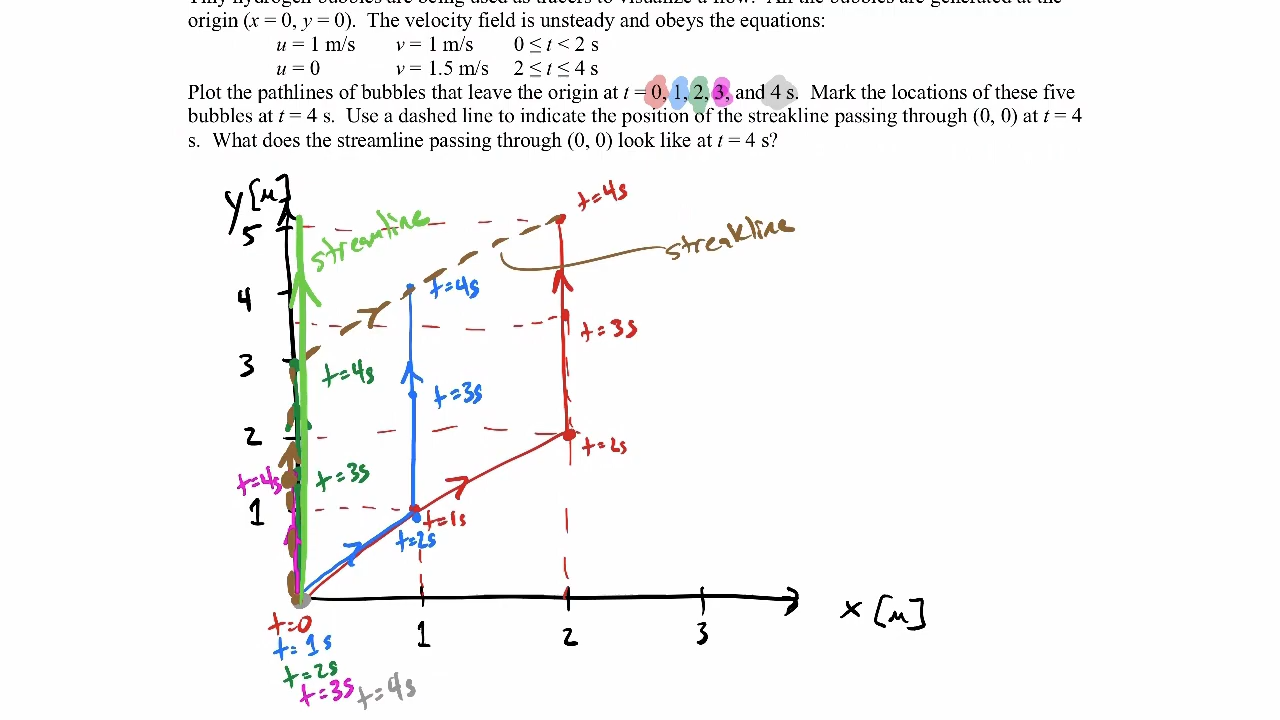 origin (x = 0, y = 0). The velocity field is unsteady and obeys the equations:
u = 1 m/s v = 1 m/s 0 ≤ t < 2 s
u = 0 v = 1.5 m/s 2 ≤ t ≤ 4 s
Plot the pathlines of bubbles that leave the origin at t = 0, 1, 2, 3, and 4 s. Mark the locations of these five
bubbles at t = 4 s. Use a dashed line to indicate the position of the streakline passing through (0, 0) at t = 4
s. What does the streamline passing through (0, 0) look like at t = 4 s?
y [m]
t=4s
5
streamline
streakline
4
t=4s
t=3s
3
t=4s
t=3s
2
t=2s
t=4s
t=3s
1
t=1s
t=2s
1
2
3
x [m]
t=0
t=1s
t=2s
t=3s
t=4s